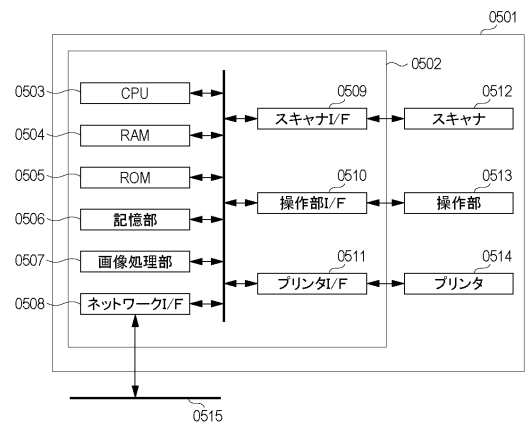 0501
0502
0503
CPU
0509
0512
スキャナI/F
スキャナ
0504
RAM
0505
ROM
0510
0513
操作部I/F
操作部
0506
記憶部
0507
画像処理部
0511
0514
プリンタI/F
プリンタ
0508
ネットワークI/F
0515